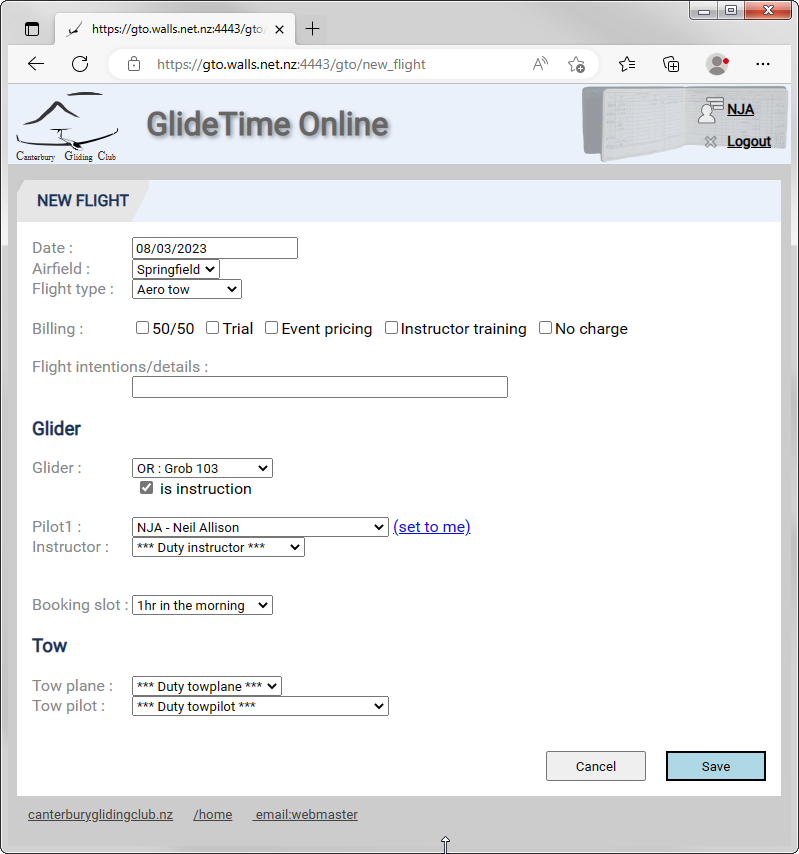 https://gto.walls.net.nz:4443/gto/
https://gto.walls.net.nz:4443/gto/new_flight
Canterbury Gliding Club
GlideTime Online
NJA
Logout
NEW FLIGHT
Date : 08/03/2023
Airfield : Springfield
Flight type : Aero tow
Billing : 50/50 Trial Event pricing Instructor training No charge
Flight intentions/details :
Glider
Glider : OR : Grob 103
is instruction
Pilot1 : NJA - Neil Allison (set to me)
Instructor : *** Duty instructor ***
Booking slot : 1hr in the morning
Tow
Tow plane : *** Duty towplane ***
Tow pilot : *** Duty towpilot ***
Cancel Save
canterburyglidingclub.nz /home email:webmaster